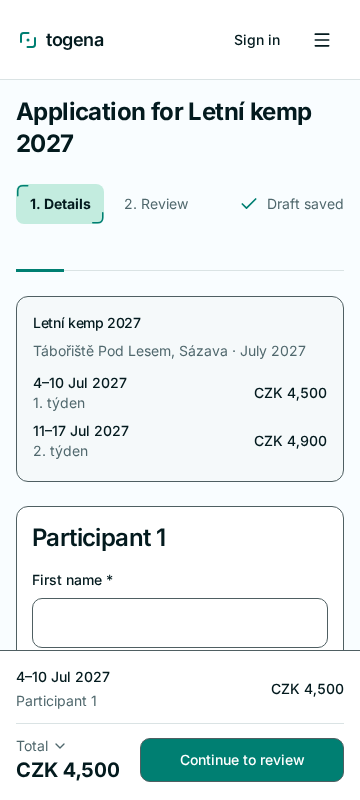 togena
Sign in
Application for Letní kemp
2027
1. Details
2. Review
Draft saved
Letní kemp 2027
Tábořiště Pod Lesem, Sázava · July 2027
4–10 Jul 2027
1. týden
CZK 4,500
11–17 Jul 2027
2. týden
CZK 4,900
Participant 1
First name *
4–10 Jul 2027
Participant 1
CZK 4,500
Total
CZK 4,500
Continue to review